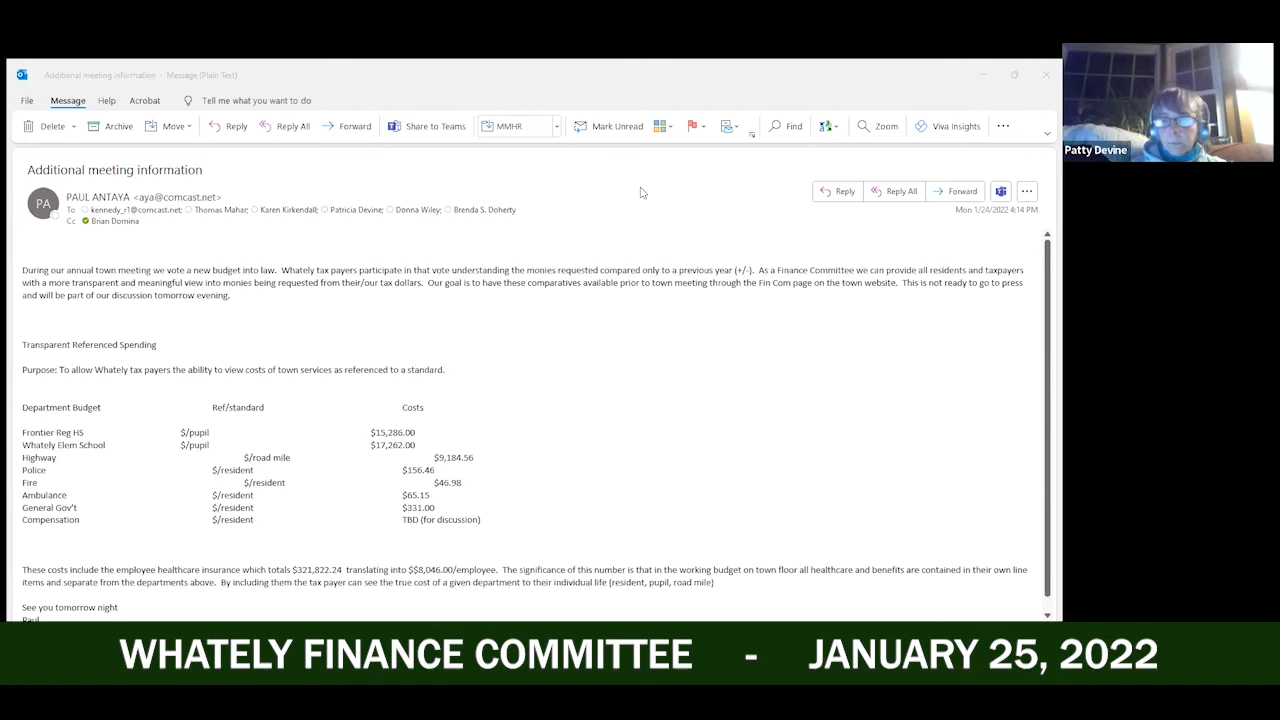 Additional meeting information - Message (Plain Text)
File Message Help Acrobat Tell me what you want to do
Delete Archive Move Reply Reply All Forward Share to Teams MMHR Mark Unread Find Zoom Viva Insights ...
Additional meeting information
PA
PAUL ANTAYA <aya@comcast.net>
Reply Reply All Forward ...
To kennedy_r1@comcast.net; Thomas Mahar; Karen Kirkendall; Patricia Devine; Donna Wiley; Brenda S. Doherty
Mon 1/24/2022 4:14 PM
Cc Brian Domina
During our annual town meeting we vote a new budget into law. Whately tax payers participate in that vote understanding the monies requested compared only to a previous year (+/-). As a Finance Committee we can provide all residents and taxpayers
with a more transparent and meaningful view into monies being requested from their/our tax dollars. Our goal is to have these comparatives available prior to town meeting through the Fin Com page on the town website. This is not ready to go to press
and will be part of our discussion tomorrow evening.
Transparent Referenced Spending
Purpose: To allow Whately tax payers the ability to view costs of town services as referenced to a standard.
Department Budget Ref/standard Costs
Frontier Reg HS $/pupil $15,286.00
Whately Elem School $/pupil $17,262.00
Highway $/road mile $9,184.56
Police $/resident $156.46
Fire $/resident $46.98
Ambulance $/resident $65.15
General Gov't $/resident $331.00
Compensation $/resident TBD (for discussion)
These costs include the employee healthcare insurance which totals $321,822.24 translating into $$8,046.00/employee. The significance of this number is that in the working budget on town floor all healthcare and benefits are contained in their own line
items and separate from the departments above. By including them the tax payer can see the true cost of a given department to their individual life (resident, pupil, road mile)
See you tomorrow night
Paul
Patty Devine
WHATELY FINANCE COMMITTEE - JANUARY 25, 2022